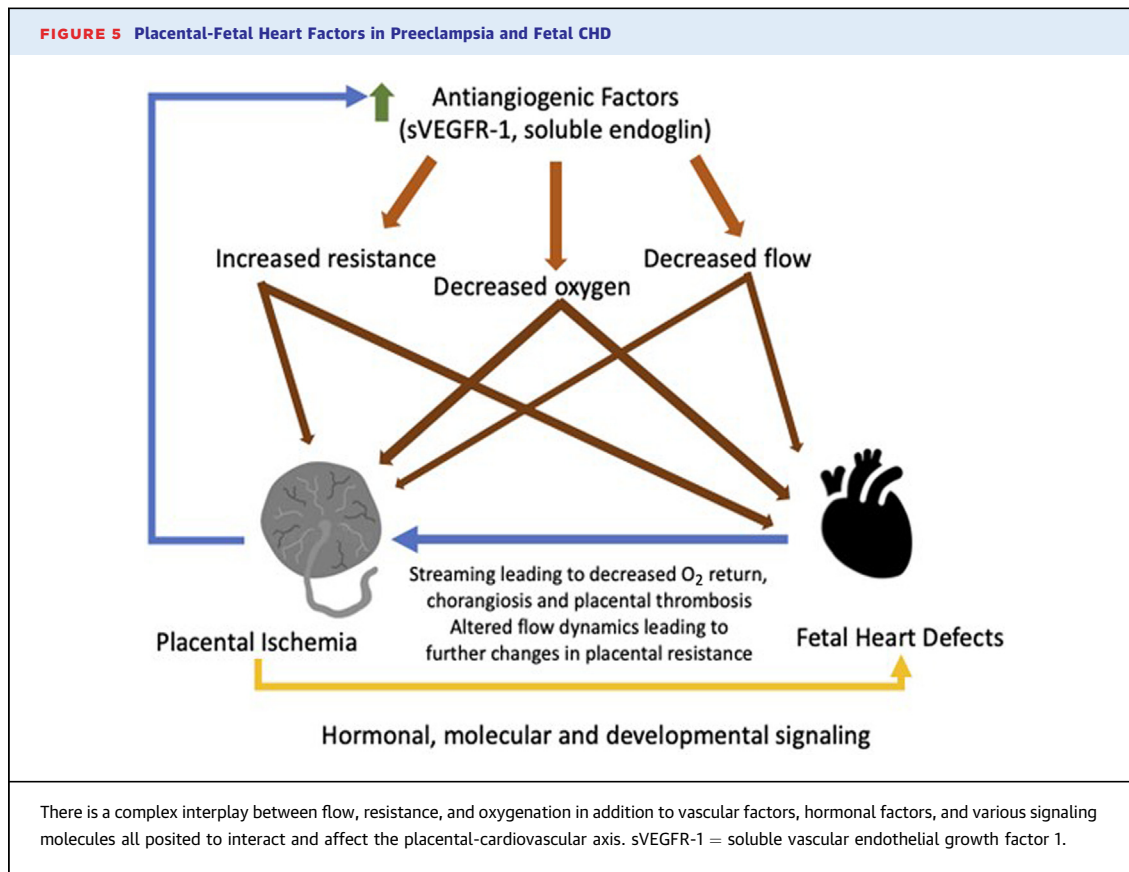 FIGURE 5 Placental-Fetal Heart Factors in Preeclampsia and Fetal CHD
Antiangiogenic Factors
(sVEGFR-1, soluble endoglin)
Increased resistance
Decreased oxygen
Decreased flow
Streaming leading to decreased O₂ return,
chorangiosis and placental thrombosis
Altered flow dynamics leading to
further changes in placental resistance
Placental Ischemia
Fetal Heart Defects
Hormonal, molecular and developmental signaling
There is a complex interplay between flow, resistance, and oxygenation in addition to vascular factors, hormonal factors, and various signaling
molecules all posited to interact and affect the placental-cardiovascular axis. sVEGFR-1 = soluble vascular endothelial growth factor 1.